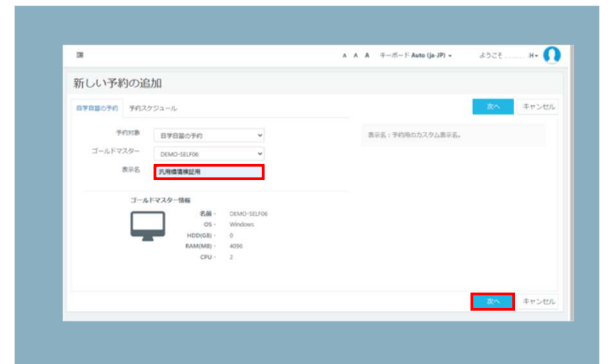 A A A キーボード Auto (ja-JP) ようこそ ...... .H
新しい予約の追加
自学自習の予約 予約スケジュール 次へ キャンセル
予約対象 自学自習の予約
表示名 : 予約用のカスタム表示名。
ゴールドマスター DEMO-SELF06
表示名 汎用環境検証用
ゴールドマスター情報
名前 - DEMO-SELF06
OS - Windows
HDD(GB) - 0
RAM(MB) - 4096
CPU - 2
次へ キャンセル